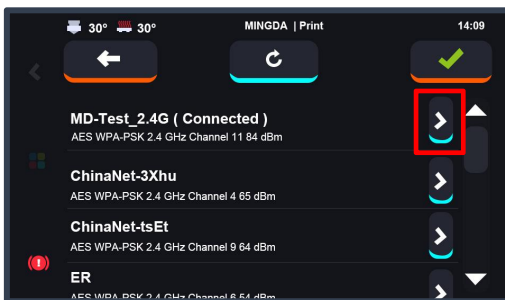 30° 30° MINGDA | Print 14:09
MD-Test_2.4G ( Connected )
AES WPA-PSK 2.4 GHz Channel 11 84 dBm
ChinaNet-3Xhu
AES WPA-PSK 2.4 GHz Channel 4 65 dBm
ChinaNet-tsEt
AES WPA-PSK 2.4 GHz Channel 9 64 dBm
ER
AES WPA-PSK 2.4 GHz Channel 6 54 dBm